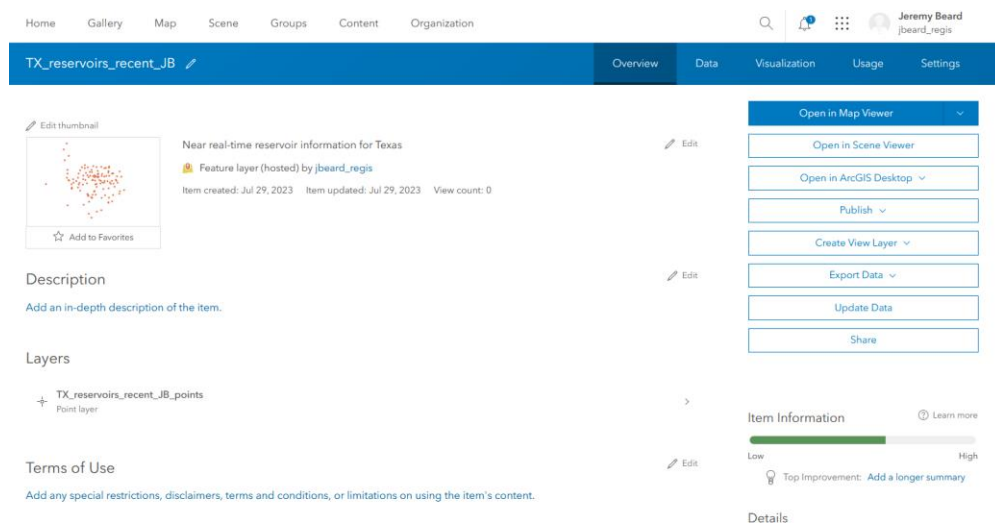 Home Gallery Map Scene Groups Content Organization
Jeremy Beard
jbeard_regis
TX_reservoirs_recent_JB
Overview Data Visualization Usage Settings
Edit thumbnail
Add to Favorites
Near real-time reservoir information for Texas
Edit
Feature layer (hosted) by jbeard_regis
Item created: Jul 29, 2023 Item updated: Jul 29, 2023 View count: 0
Description
Edit
Add an in-depth description of the item.
Layers
TX_reservoirs_recent_JB_points
Point layer
Terms of Use
Edit
Add any special restrictions, disclaimers, terms and conditions, or limitations on using the item's content.
Open in Map Viewer
Open in Scene Viewer
Open in ArcGIS Desktop
Publish
Create View Layer
Export Data
Update Data
Share
Item Information
Learn more
Low High
Top Improvement: Add a longer summary
Details